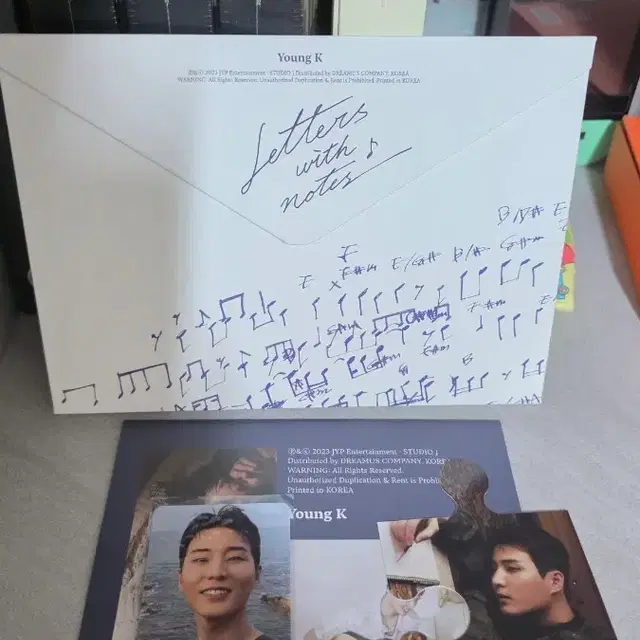 Young K
℗&© 2023 JYP Entertainment · STUDIO J Distributed by DREAMUS COMPANY, KOREA
WARNING: All Rights Reserved. Unauthorized Duplication & Rent is Prohibited Printed in KOREA
Letters
with
notes
B/D# E
F
E
E#m
E/G#
B/A#
G#m
F#m
G#m
E#m
B
℗&© 2023 JYP Entertainment · STUDIO J
Distributed by DREAMUS COMPANY, KORE
WARNING: All Rights Reserved.
Unauthorized Duplication & Rent is Prohib
Printed in KOREA
Young K